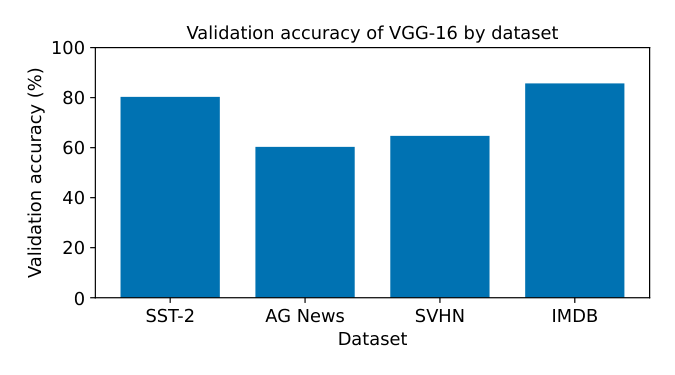 Validation accuracy of VGG-16 by dataset
Validation accuracy (%)
100
80
60
40
20
0
SST-2 AG News SVHN IMDB
Dataset